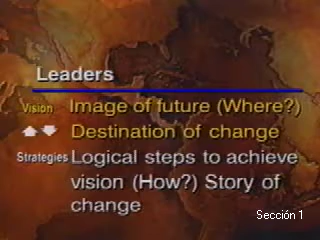 Leaders
Vision Image of future (Where?)
Destination of change
Strategies Logical steps to achieve
vision (How?) Story of
change
Sección 1